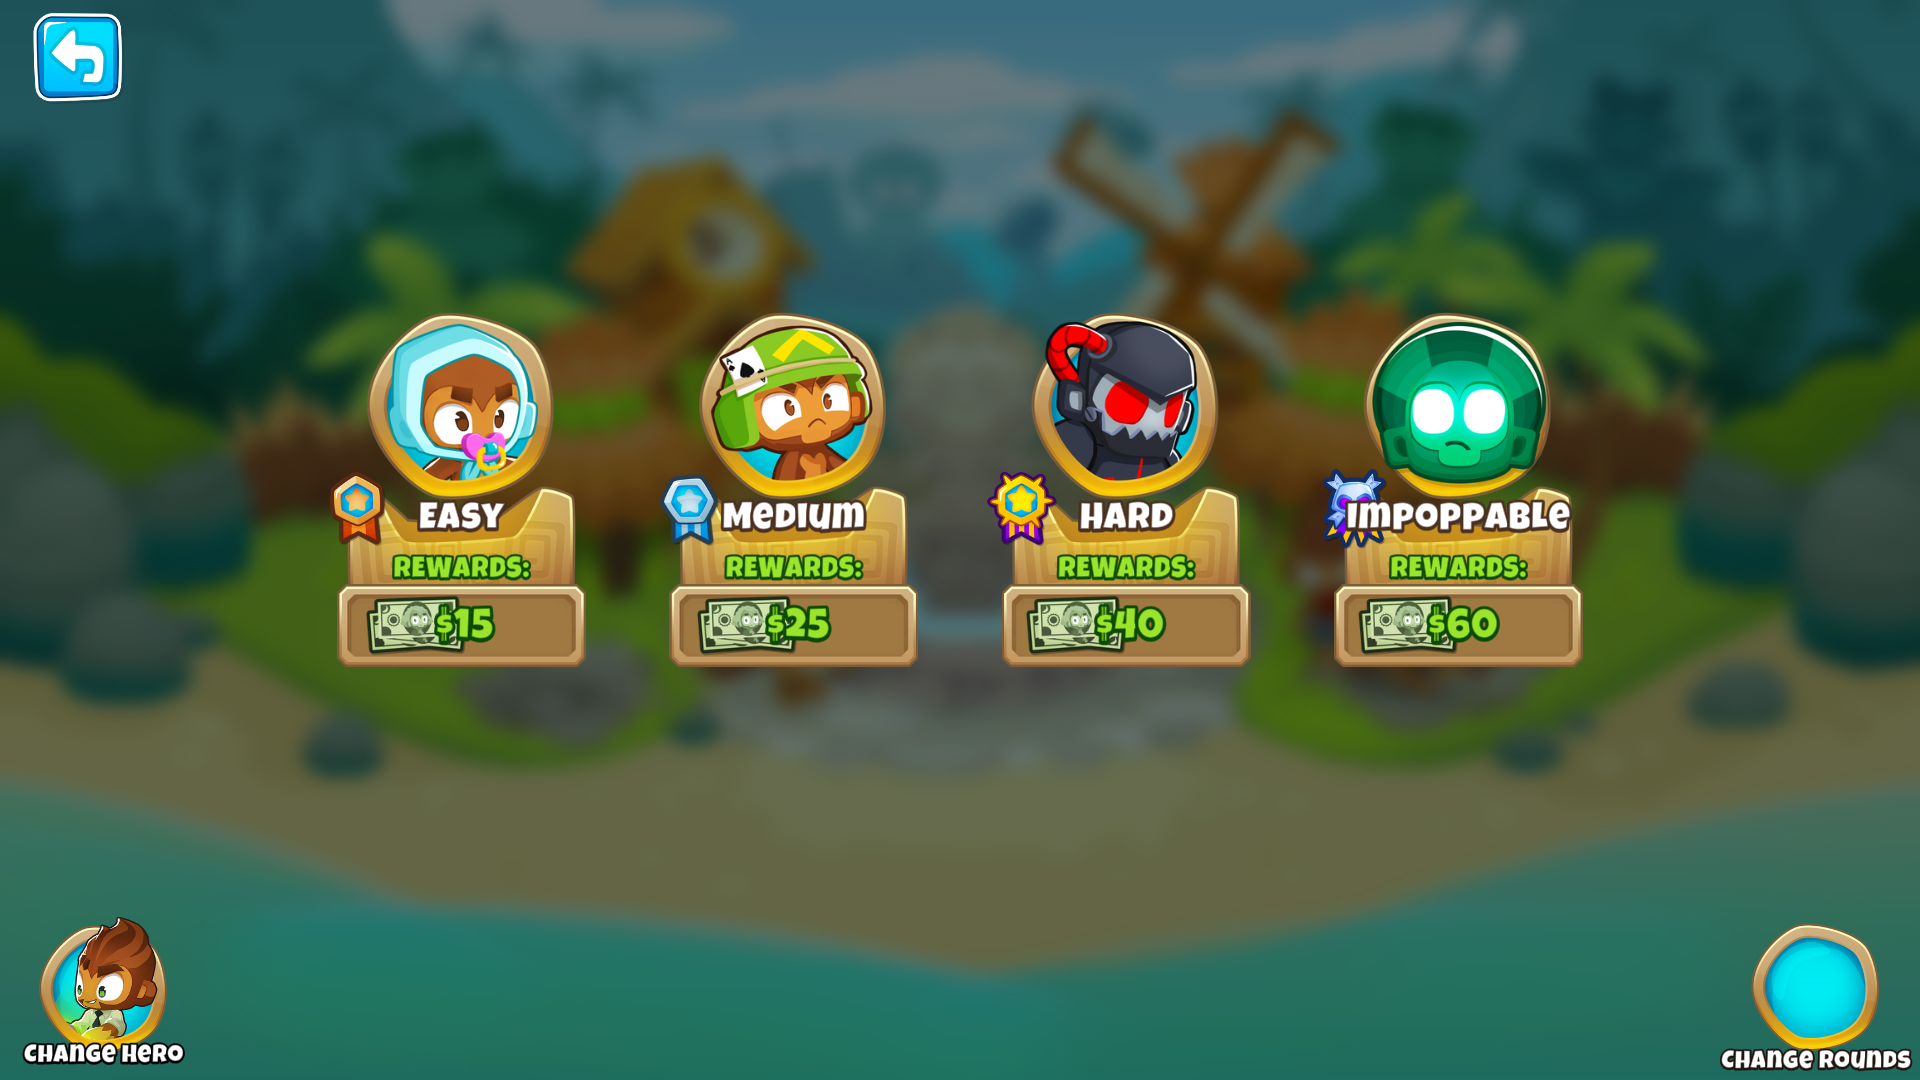 EASY
REWARDS:
$15
MEDIUM
REWARDS:
$25
HARD
REWARDS:
$40
IMPOPPABLE
REWARDS:
$60
CHANGE HERO
CHANGE ROUNDS